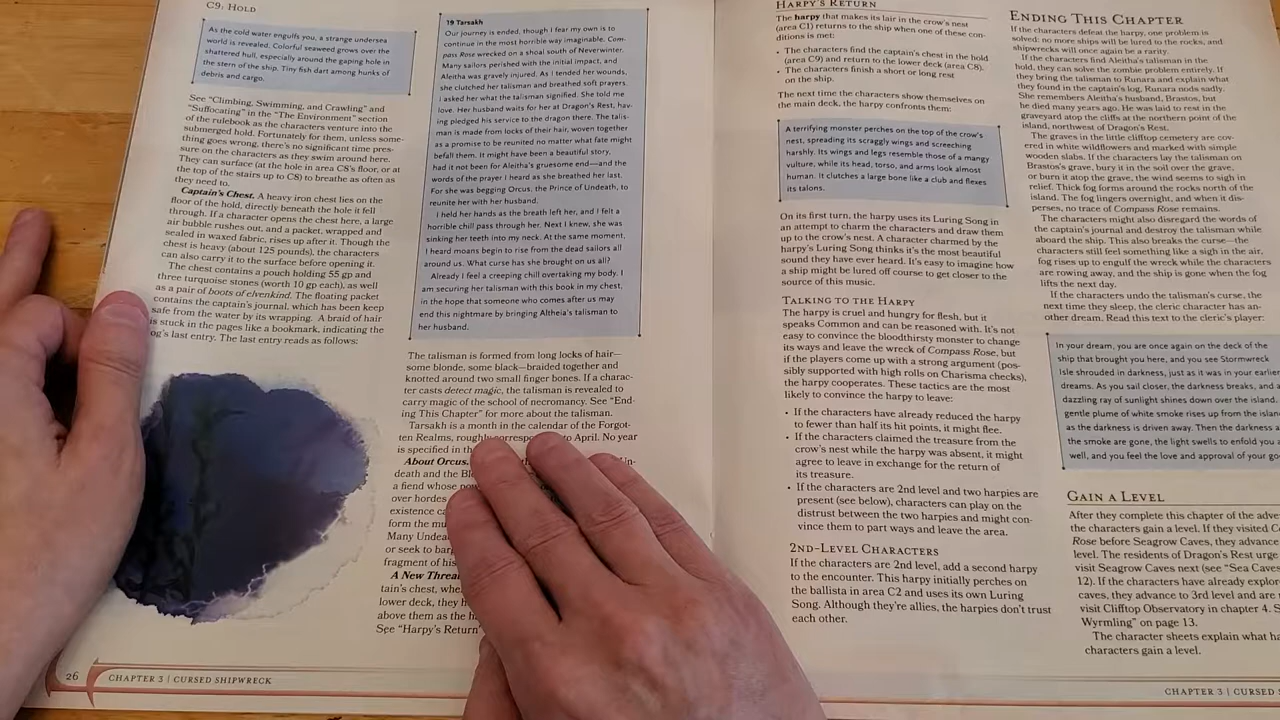 C9: Hold
As the cold water engulfs you, a strange undersea
world is revealed. Colorful seaweed grows over the
shattered hull, especially around the gaping hole in
the stern of the ship. Tiny fish dart among hunks of
debris and cargo.
See “Climbing, Swimming, and Crawling” and
“Suffocating” in the “The Environment” section
of the rulebook as the characters venture into the
submerged hold. Fortunately for them, unless some-
thing goes wrong, there's no significant time pres-
sure on the characters as they swim around here.
They can surface (at the hole in area C8's floor, or at
the top of the stairs up to C8) to breathe as often as
they need to.
Captain's Chest. A heavy iron chest lies on the
floor of the hold, directly beneath the hole it fell
through. If a character opens the chest here, a large
air bubble rushes out, and a packet, wrapped and
sealed in waxed fabric, rises up after it. Though the
chest is heavy (about 125 pounds), the characters
can also carry it to the surface before opening it.
The chest contains a pouch holding 55 gp and
three turquoise stones (worth 10 gp each), as well
as a pair of boots of elvenkind. The floating packet
contains the captain's journal, which has been keep
safe from the water by its wrapping. A braid of hair
is stuck in the pages like a bookmark, indicating the
og's last entry. The last entry reads as follows:
26
CHAPTER 3 | CURSED SHIPWRECK
19 Tarsakh
Our journey is ended, though I fear my own is to
continue in the most horrible way imaginable. Com-
pass Rose wrecked on a shoal south of Neverwinter.
Many sailors perished with the initial impact, and
Aleitha was gravely injured. As I tended her wounds,
she clutched her talisman and breathed soft prayers.
I asked her what the talisman signified. She told me
love. Her husband waits for her at Dragon's Rest, hav-
ing pledged his service to the dragon there. The talis-
man is made from locks of their hair, woven together
as a promise to be reunited no matter what fate might
befall them. It might have been a beautiful story,
had it not been for Aleitha's gruesome end—and the
words of the prayer I heard as she breathed her last.
For she was begging Orcus, the Prince of Undeath, to
reunite with her husband.
I held her hands as the breath left her, and I felt a
horrible chill pass through her. Next I knew, she was
sinking her teeth into my neck. At the same moment,
I heard moans begin to rise from the dead sailors all
around us. What curse has she brought on us all?
Already I feel a creeping chill overtaking my body. I
am securing her talisman with this book in my chest,
in the hope that someone who comes after us may
end this nightmare by bringing Altheia's talisman to
her husband.
The talisman is formed from long locks of hair—
some blonde, some black—braided together and
knotted around two small finger bones. If a charac-
ter casts detect magic, the talisman is revealed to
carry magic of the school of necromancy. See “End-
ing This Chapter” for more about the talisman.
Tarsakh is a month in the calendar of the Forgot-
ten Realms, roughly to April. No year
is specified in
About Orcus. Un-
death and the
a fiend whose
over hordes
existence
form the
Many
or seek to
fragment of his
A New
tain's chest,
lower deck, they
above them as the
See “Harpy's Return”
Harpy's Return
The harpy that makes its lair in the crow's nest
(area C1) returns to the ship when one of these con-
ditions is met:
• The characters find the captain's chest in the hold
(area C9) and return to the lower deck (area C8).
• The characters finish a short or long rest
on the ship.
The next time the characters show themselves on
the main deck, the harpy confronts them:
A terrifying monster perches on the top of the crow's
nest, spreading its scraggly wings and screeching
harshly. Its wings and legs resemble those of a mangy
vulture, while its head, torso, and arms look almost
human. It clutches a large bone like a club and flexes
its talons.
On its first turn, the harpy uses its Luring Song in
an attempt to charm the characters and draw them
up to the crow's nest. A character charmed by the
harpy's Luring Song thinks it's the most beautiful
sound they have ever heard. It's easy to imagine how
a ship might be lured off course to get closer to the
source of this music.
Talking to the Harpy
The harpy is cruel and hungry for flesh, but it
speaks Common and can be reasoned with. It's not
easy to convince the bloodthirsty monster to change
its ways and leave the wreck of Compass Rose, but
if the players come up with a strong argument (pos-
sibly supported with high rolls on Charisma checks),
the harpy cooperates. These tactics are the most
likely to convince the harpy to leave:
• If the characters have already reduced the harpy
to fewer than half its hit points, it might flee.
• If the characters claimed the treasure from the
crow's nest while the harpy was absent, it might
agree to leave in exchange for the return of
its treasure.
• If the characters are 2nd level and two harpies are
present (see below), characters can play on the
distrust between the two harpies and might con-
vince them to part ways and leave the area.
2nd-Level Characters
If the characters are 2nd level, add a second harpy
to the encounter. This harpy initially perches on
the ballista in area C2 and uses its own Luring
Song. Although they're allies, the harpies don't trust
each other.
Ending This Chapter
If the characters defeat the harpy, one problem is
solved: no more ships will be lured to the rocks, and
shipwrecks will once again be a rarity.
If the characters find Aleitha's talisman in the
hold, they can solve the zombie problem entirely. If
they bring the talisman to Runara and explain what
they found in the captain's log, Runara nods sadly.
She remembers Aleitha's husband, Brastos, but
he died many years ago. He was laid to rest in the
graveyard atop the cliffs at the northern point of the
island, northwest of Dragon's Rest.
The graves in the little clifftop cemetery are cov-
ered in white wildflowers and marked with simple
wooden slabs. If the characters lay the talisman on
Brastos's grave, bury it in the soil over the grave,
or burn it atop the grave, the wind seems to sigh in
relief. Thick fog forms around the rocks north of the
island. The fog lingers overnight, and when it dis-
perses, no trace of Compass Rose remains.
The characters might also disregard the words of
the captain's journal and destroy the talisman while
aboard the ship. This also breaks the curse—the
characters still feel something like a sigh in the air,
fog rises up to engulf the wreck while the characters
are rowing away, and the ship is gone when the fog
lifts the next day.
If the characters undo the talisman's curse, the
next time they sleep, the cleric character has an-
other dream. Read this text to the cleric's player:
In your dream, you are once again on the deck of the
ship that brought you here, and you see Stormwreck
Isle shrouded in darkness, just as it was in your earlier
dreams. As you sail closer, the darkness breaks, and a
dazzling ray of sunlight shines down over the island.
gentle plume of white smoke rises up from the island
as the darkness is driven away. Then the darkness a
the smoke are gone, the light swells to enfold you a
well, and you feel the love and approval of your go
Gain a Level
After they complete this chapter of the adve
the characters gain a level. If they visited C
Rose before Seagrow Caves, they advance
level. The residents of Dragon's Rest urge
visit Seagrow Caves next (see “Sea Caves
12). If the characters have already explor
caves, they advance to 3rd level and are
visit Clifftop Observatory in chapter 4. S
Wyrmling” on page 13.
The character sheets explain what ha
characters gain a level.
CHAPTER 3 | CURSED S